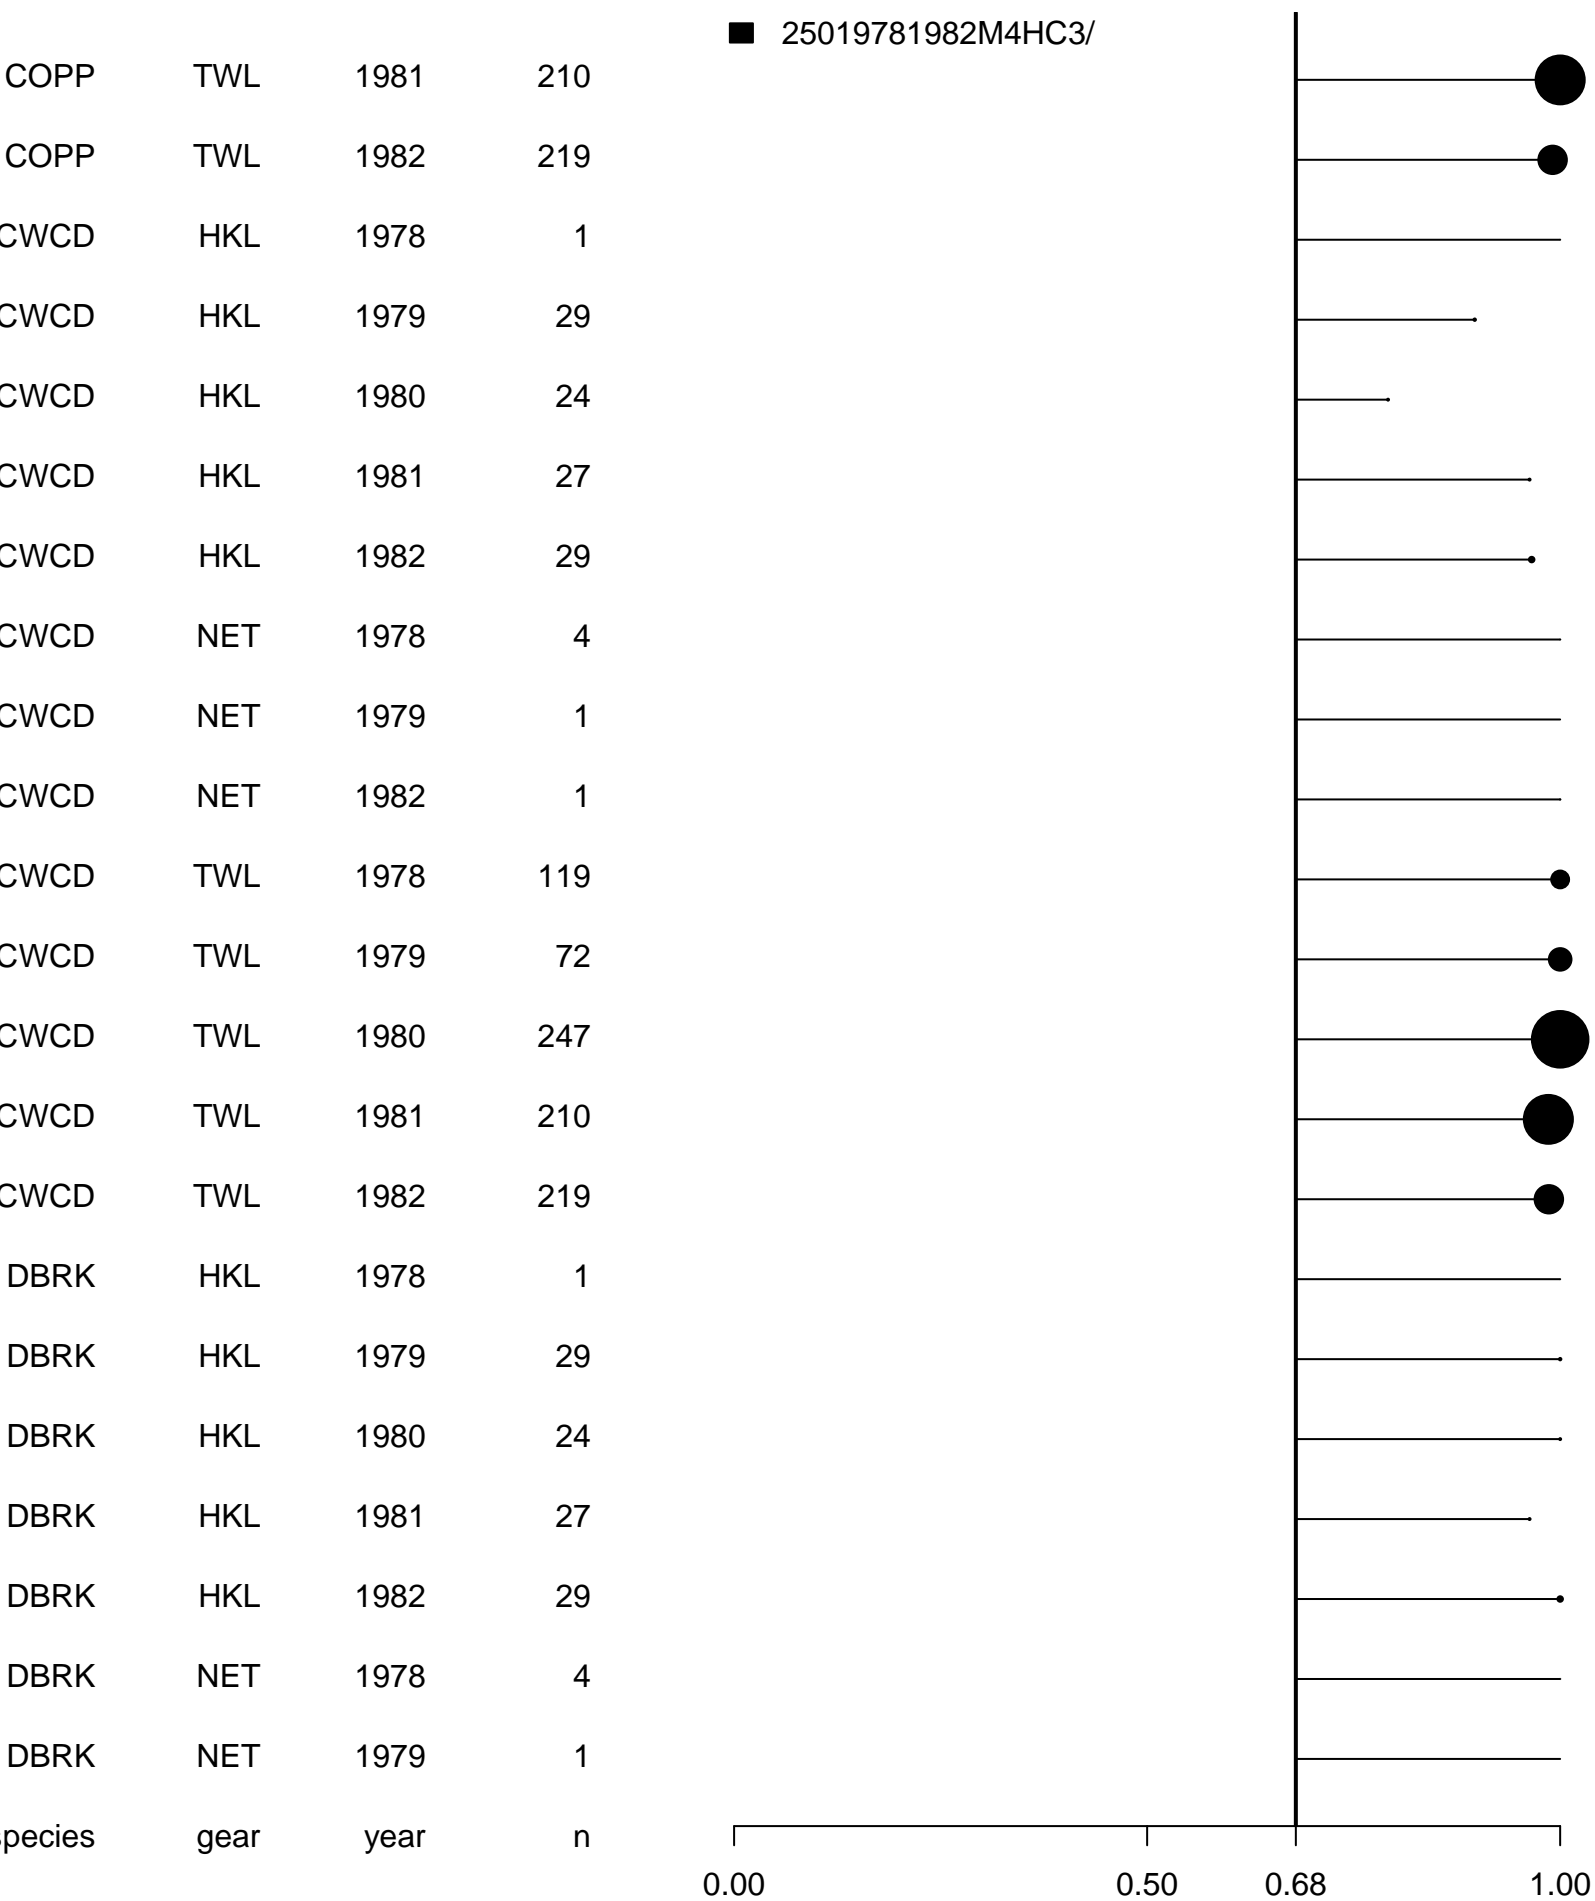 25019781982M4HC3/
COPP TWL 1981 210
COPP TWL 1982 219
CWCD HKL 1978 1
CWCD HKL 1979 29
CWCD HKL 1980 24
CWCD HKL 1981 27
CWCD HKL 1982 29
CWCD NET 1978 4
CWCD NET 1979 1
CWCD NET 1982 1
CWCD TWL 1978 119
CWCD TWL 1979 72
CWCD TWL 1980 247
CWCD TWL 1981 210
CWCD TWL 1982 219
DBRK HKL 1978 1
DBRK HKL 1979 29
DBRK HKL 1980 24
DBRK HKL 1981 27
DBRK HKL 1982 29
DBRK NET 1978 4
DBRK NET 1979 1
species gear year n
0.00 0.50 0.68 1.00